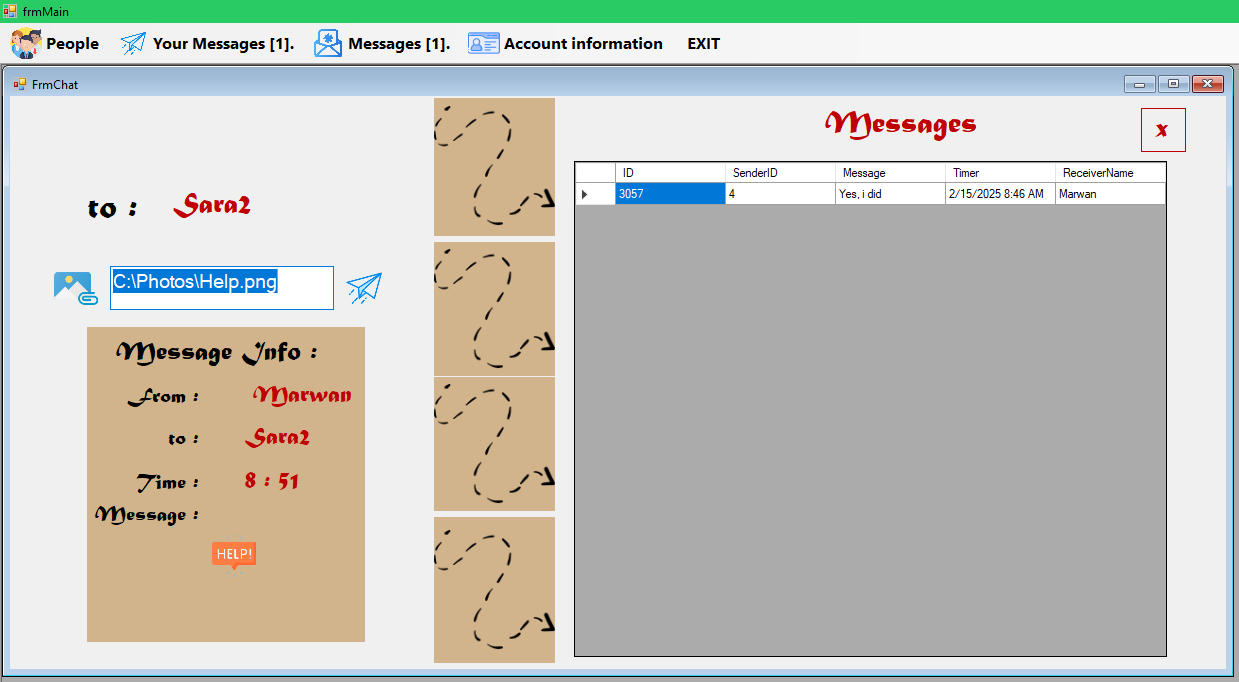 frmMain
People Your Messages [1]. Messages [1]. Account information EXIT
FrmChat
to : Sara2
C:\Photos\Help.png
Message Info :
From : Marwan
to : Sara2
Time : 8 : 51
Message :
HELP!
Messages
x
ID SenderID Message Timer ReceiverName
3057 4 Yes, i did 2/15/2025 8:46 AM Marwan